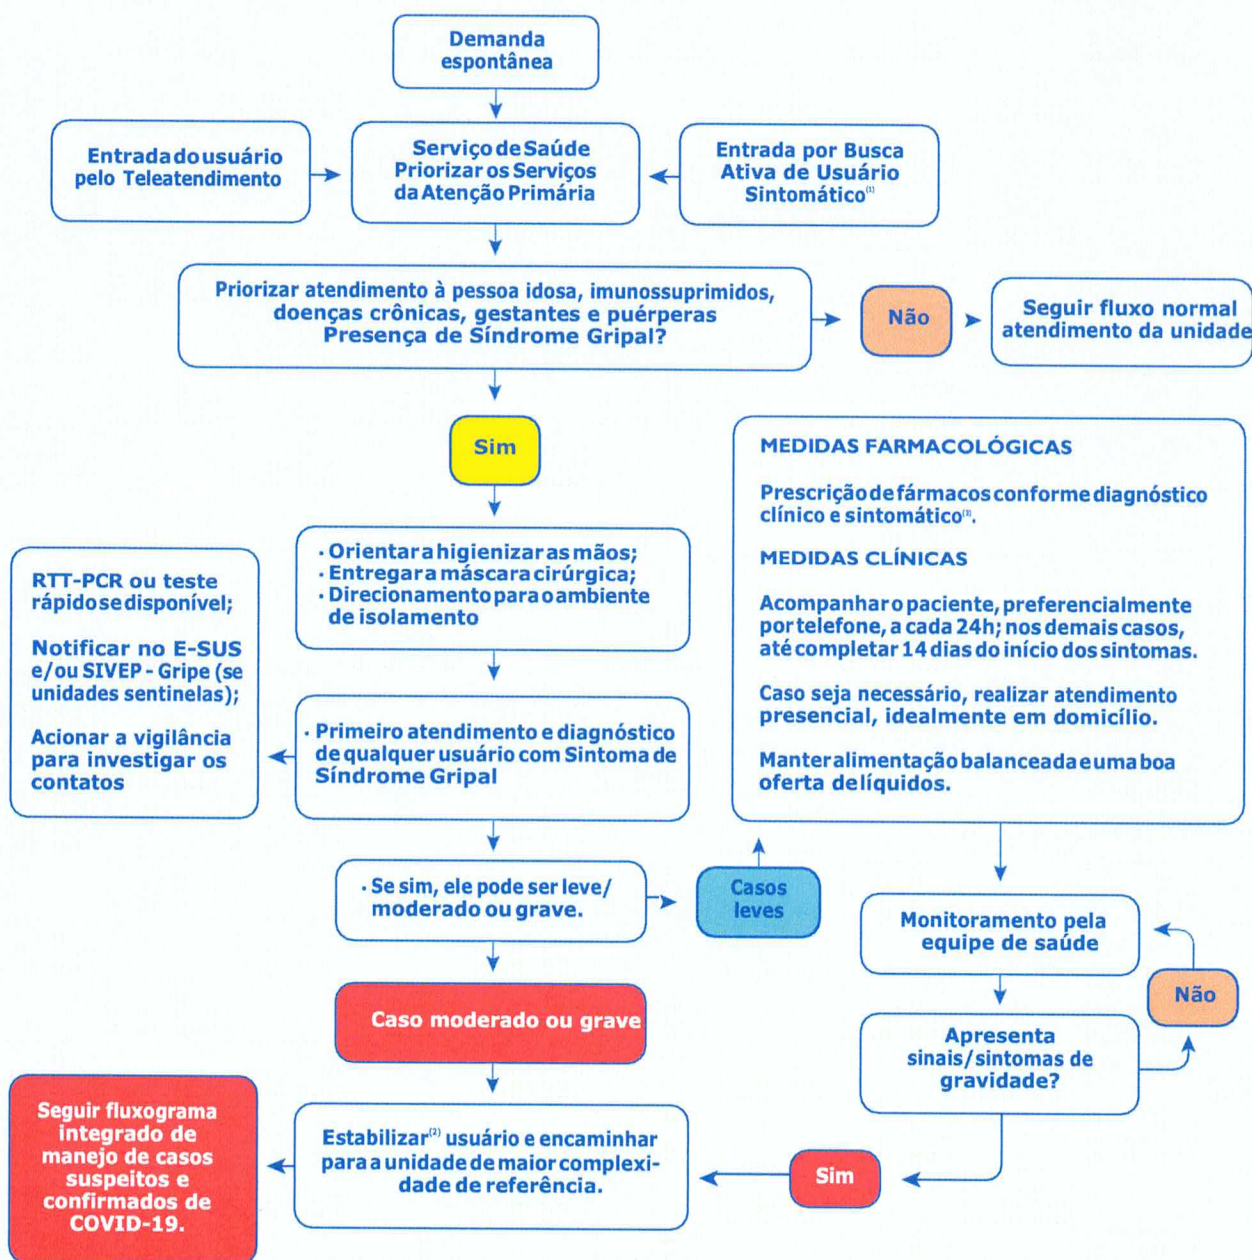 Demanda
espontânea
Entrada do usuário
pelo Teleatendimento
Serviço de Saúde
Priorizar os Serviços
da Atenção Primária
Entrada por Busca
Ativa de Usuário
Sintomático⁽¹⁾
Priorizar atendimento à pessoa idosa, imunossuprimidos,
doenças crônicas, gestantes e puérperas
Presença de Síndrome Gripal?
Não
Seguir fluxo normal
atendimento da unidade
Sim
· Orientar a higienizar as mãos;
· Entregar a máscara cirúrgica;
· Direcionamento para o ambiente
de isolamento
RTT-PCR ou teste
rápido se disponível;
Notificar no E-SUS
e/ou SIVEP - Gripe (se
unidades sentinelas);
Acionar a vigilância
para investigar os
contatos
· Primeiro atendimento e diagnóstico
de qualquer usuário com Sintoma de
Síndrome Gripal
MEDIDAS FARMACOLÓGICAS
Prescrição de fármacos conforme diagnóstico
clínico e sintomático⁽³⁾.
MEDIDAS CLÍNICAS
Acompanhar o paciente, preferencialmente
por telefone, a cada 24h; nos demais casos,
até completar 14 dias do início dos sintomas.
Caso seja necessário, realizar atendimento
presencial, idealmente em domicílio.
Manter alimentação balanceada e uma boa
oferta de líquidos.
· Se sim, ele pode ser leve/
moderado ou grave.
Casos
leves
Monitoramento pela
equipe de saúde
Não
Caso moderado ou grave
Apresenta
sinais/sintomas de
gravidade?
Seguir fluxograma
integrado de
manejo de casos
suspeitos e
confirmados de
COVID-19.
Estabilizar⁽²⁾ usuário e encaminhar
para a unidade de maior complexi-
dade de referência.
Sim